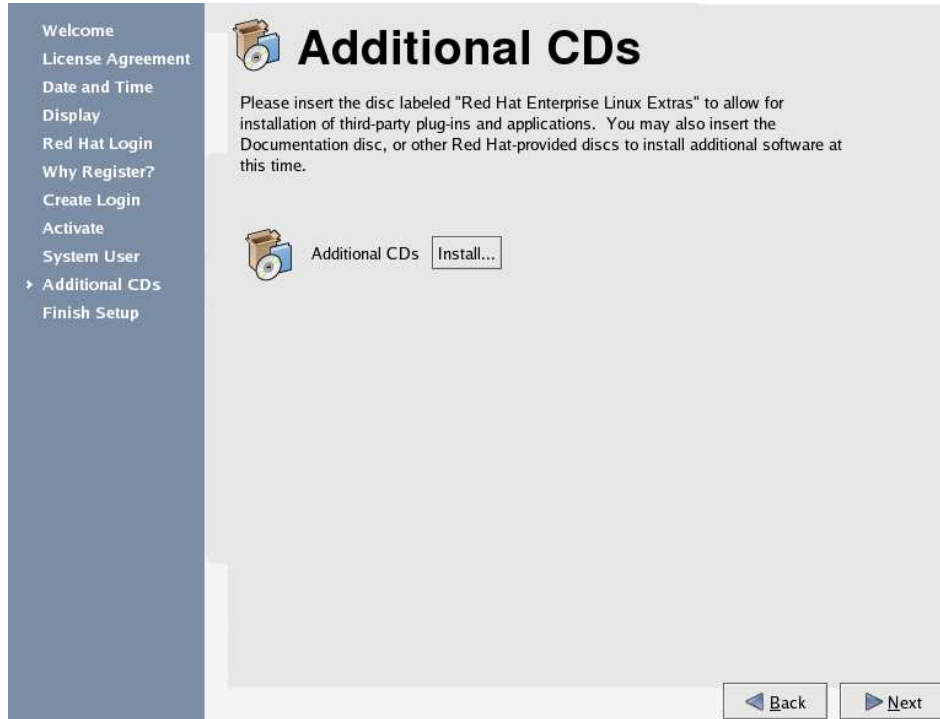 Welcome
License Agreement
Date and Time
Display
Red Hat Login
Why Register?
Create Login
Activate
System User
Additional CDs
Finish Setup
Additional CDs
Please insert the disc labeled "Red Hat Enterprise Linux Extras" to allow for
installation of third-party plug-ins and applications.  You may also insert the
Documentation disc, or other Red Hat-provided discs to install additional software at
this time.
Additional CDs Install...
Back Next